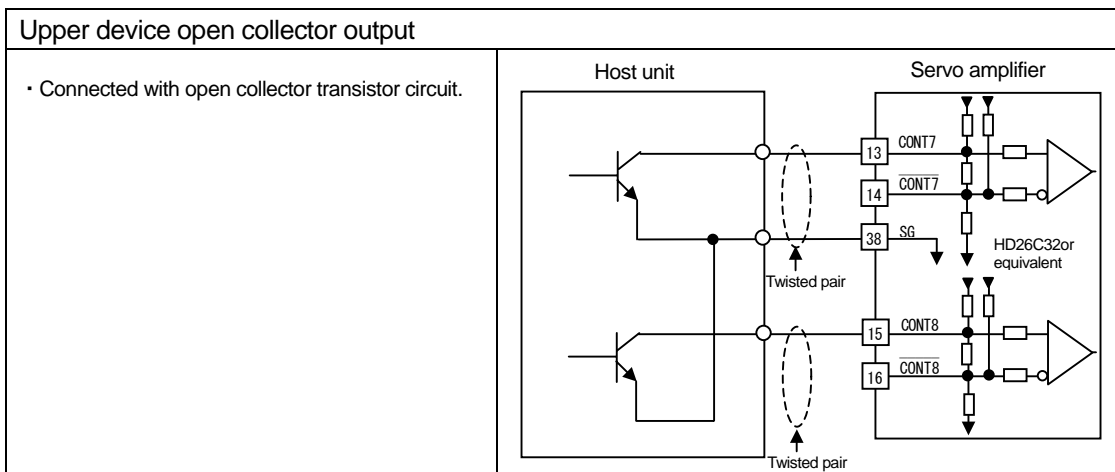 Upper device open collector output
・Connected with open collector transistor circuit.
Host unit
Servo amplifier
13
CONT7
14
CONT7
38
SG
HD26C32or
equivalent
Twisted pair
15
CONT8
16
CONT8
Twisted pair